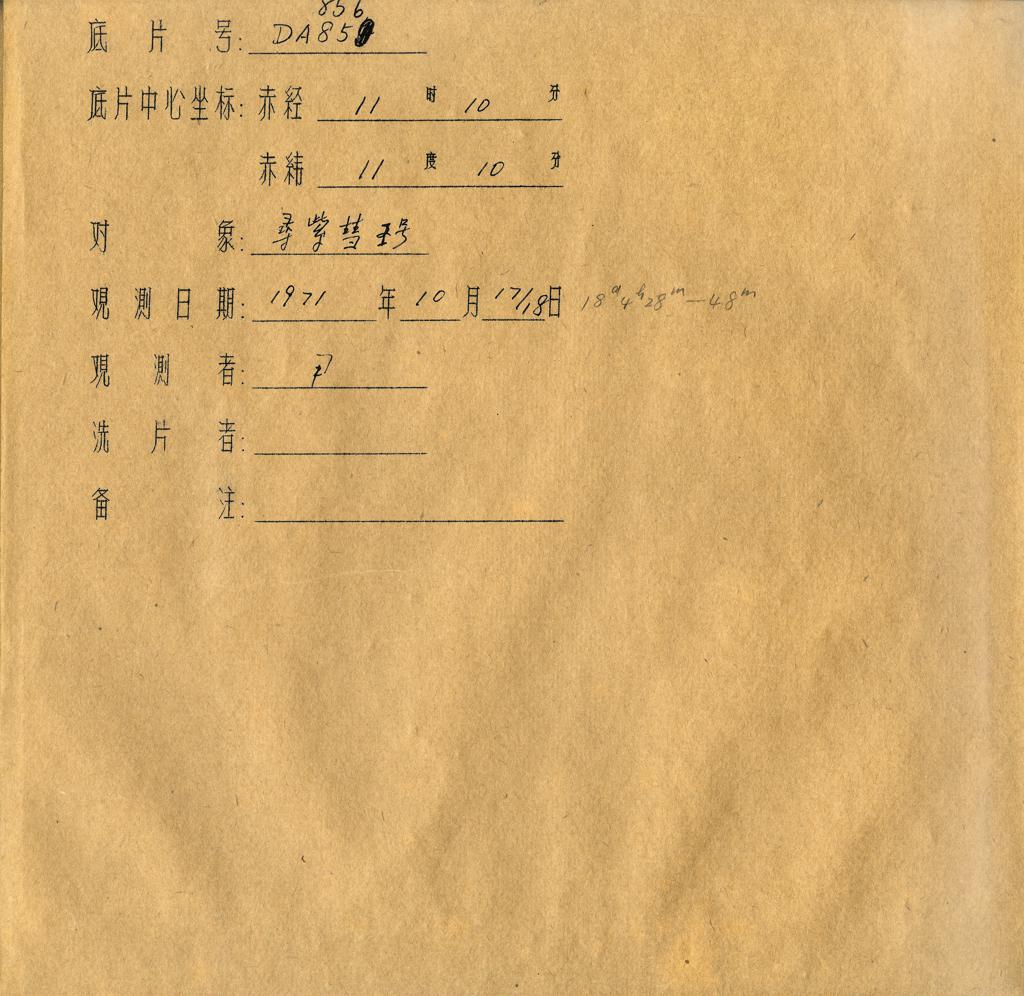 856
底片号: DA85
底片中心坐标: 赤经 11 时 10 分
赤纬 11 度 10 分
对象: 寻紫彗 号
观测日期: 1971 年 10 月 17/18 日 18ᵈ4ʰ28ᵐ—48ᵐ
观测者:
洗片者:
备注: